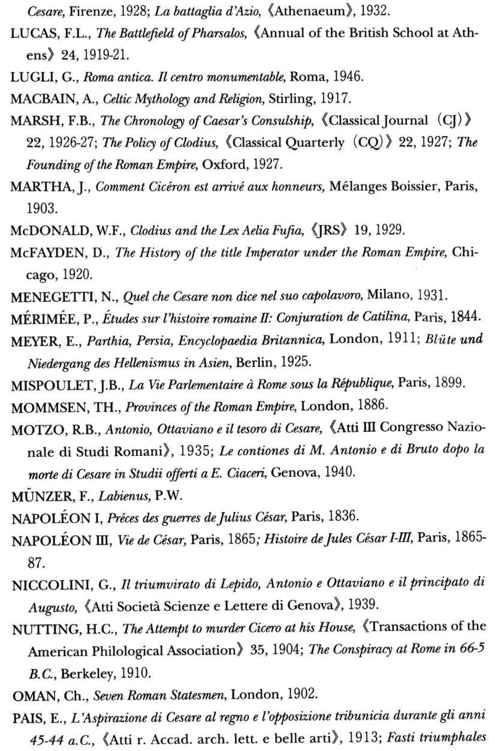 Cesare, Firenze, 1928; La battaglia d'Azio, 《Athenaeum》, 1932.
LUCAS, F.L., The Battlefield of Pharsalos, 《Annual of the British School at Ath-
ens》 24, 1919-21.
LUGLI, G., Roma antica. Il centro monumentable, Roma, 1946.
MACBAIN, A., Celtic Mythology and Religion, Stirling, 1917.
MARSH, F.B., The Chronology of Caesar's Consulship, 《Classical Journal (CJ)》
22, 1926-27; The Policy of Clodius, 《Classical Quarterly (CQ)》 22, 1927; The
Founding of the Roman Empire, Oxford, 1927.
MARTHA, J., Comment Cicéron est arrivé aux honneurs, Mélanges Boissier, Paris,
1903.
McDONALD, W.F., Clodius and the Lex Aelia Fufia, 《JRS》 19, 1929.
McFAYDEN, D., The History of the title Imperator under the Roman Empire, Chi-
cago, 1920.
MENEGETTI, N., Quel che Cesare non dice nel suo capolavoro, Milano, 1931.
MÉRIMÉE, P., Études sur l'histoire romaine II: Conjuration de Catilina, Paris, 1844.
MEYER, E., Parthia, Persia, Encyclopaedia Britannica, London, 1911; Blüte und
Niedergang des Hellenismus in Asien, Berlin, 1925.
MISPOULET, J.B., La Vie Parlementaire à Rome sous la République, Paris, 1899.
MOMMSEN, TH., Provinces of the Roman Empire, London, 1886.
MOTZO, R.B., Antonio, Ottaviano e il tesoro di Cesare, 《Atti III Congresso Nazio-
nale di Studi Romani》, 1935; Le contiones di M. Antonio e di Bruto dopo la
morte di Cesare in Studii offerti a E. Ciaceri, Genova, 1940.
MÜNZER, F., Labienus, P.W.
NAPOLÉON I, Préces des guerres de Julius César, Paris, 1836.
NAPOLÉON III, Vie de César, Paris, 1865; Histoire de Jules César I-III, Paris, 1865-
87.
NICCOLINI, G., Il triumvirato di Lepido, Antonio e Ottaviano e il principato di
Augusto, 《Atti Società Scienze e Lettere di Genova》, 1939.
NUTTING, H.C., The Attempt to murder Cicero at his House, 《Transactions of the
American Philological Association》 35, 1904; The Conspiracy at Rome in 66-5
B.C., Berkeley, 1910.
OMAN, Ch., Seven Roman Statesmen, London, 1902.
PAIS, E., L'Aspirazione di Cesare al regno e l'opposizione tribunicia durante gli anni
45-44 a.C., 《Atti r. Accad. arch. lett. e belle arti》, 1913; Fasti triumphales